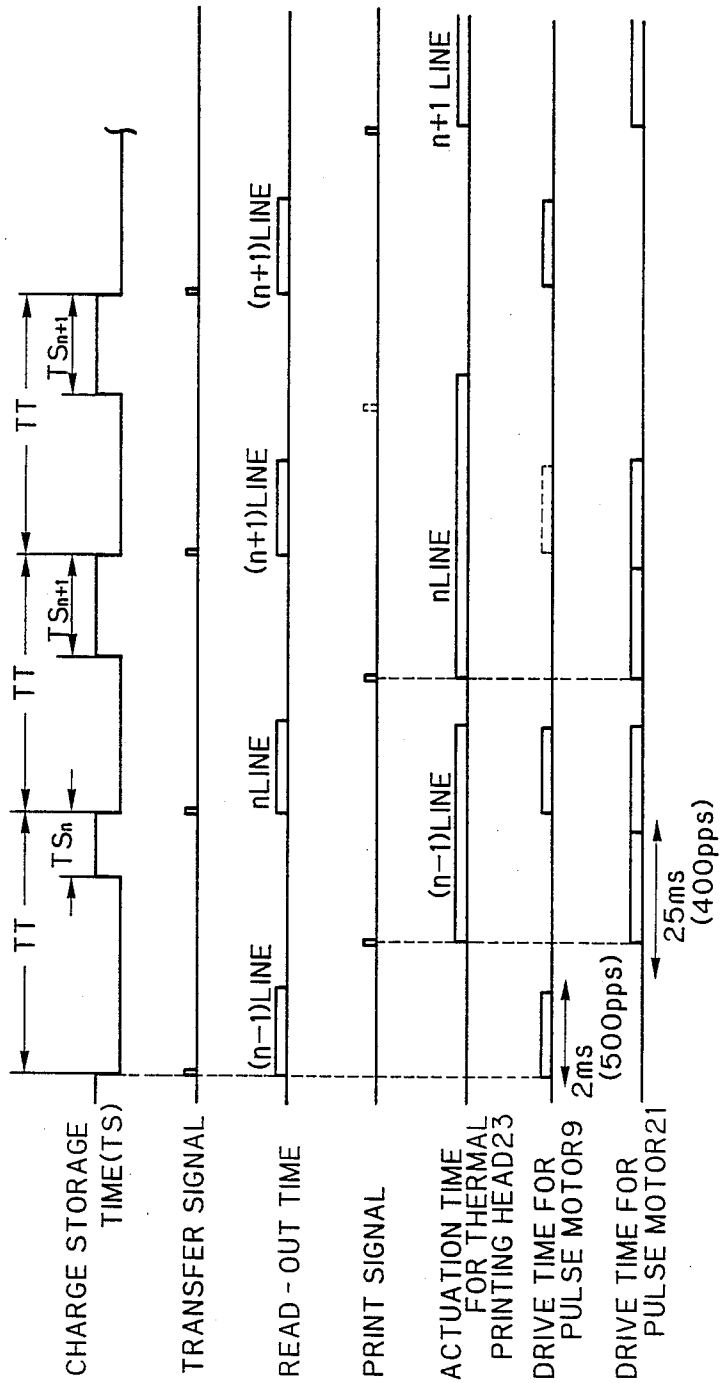 CHARGE STORAGE
TIME(TS)
TT
TT
TT
TSn
TSn+1
TSn+1
TRANSFER SIGNAL
READ-OUT TIME
(n-1)LINE
nLINE
(n+1)LINE
(n+1)LINE
PRINT SIGNAL
ACTUATION TIME
FOR THERMAL
PRINTING HEAD23
(n-1)LINE
nLINE
n+1 LINE
DRIVE TIME FOR
PULSE MOTOR9
2ms
(500pps)
DRIVE TIME FOR
PULSE MOTOR21
25ms
(400pps)